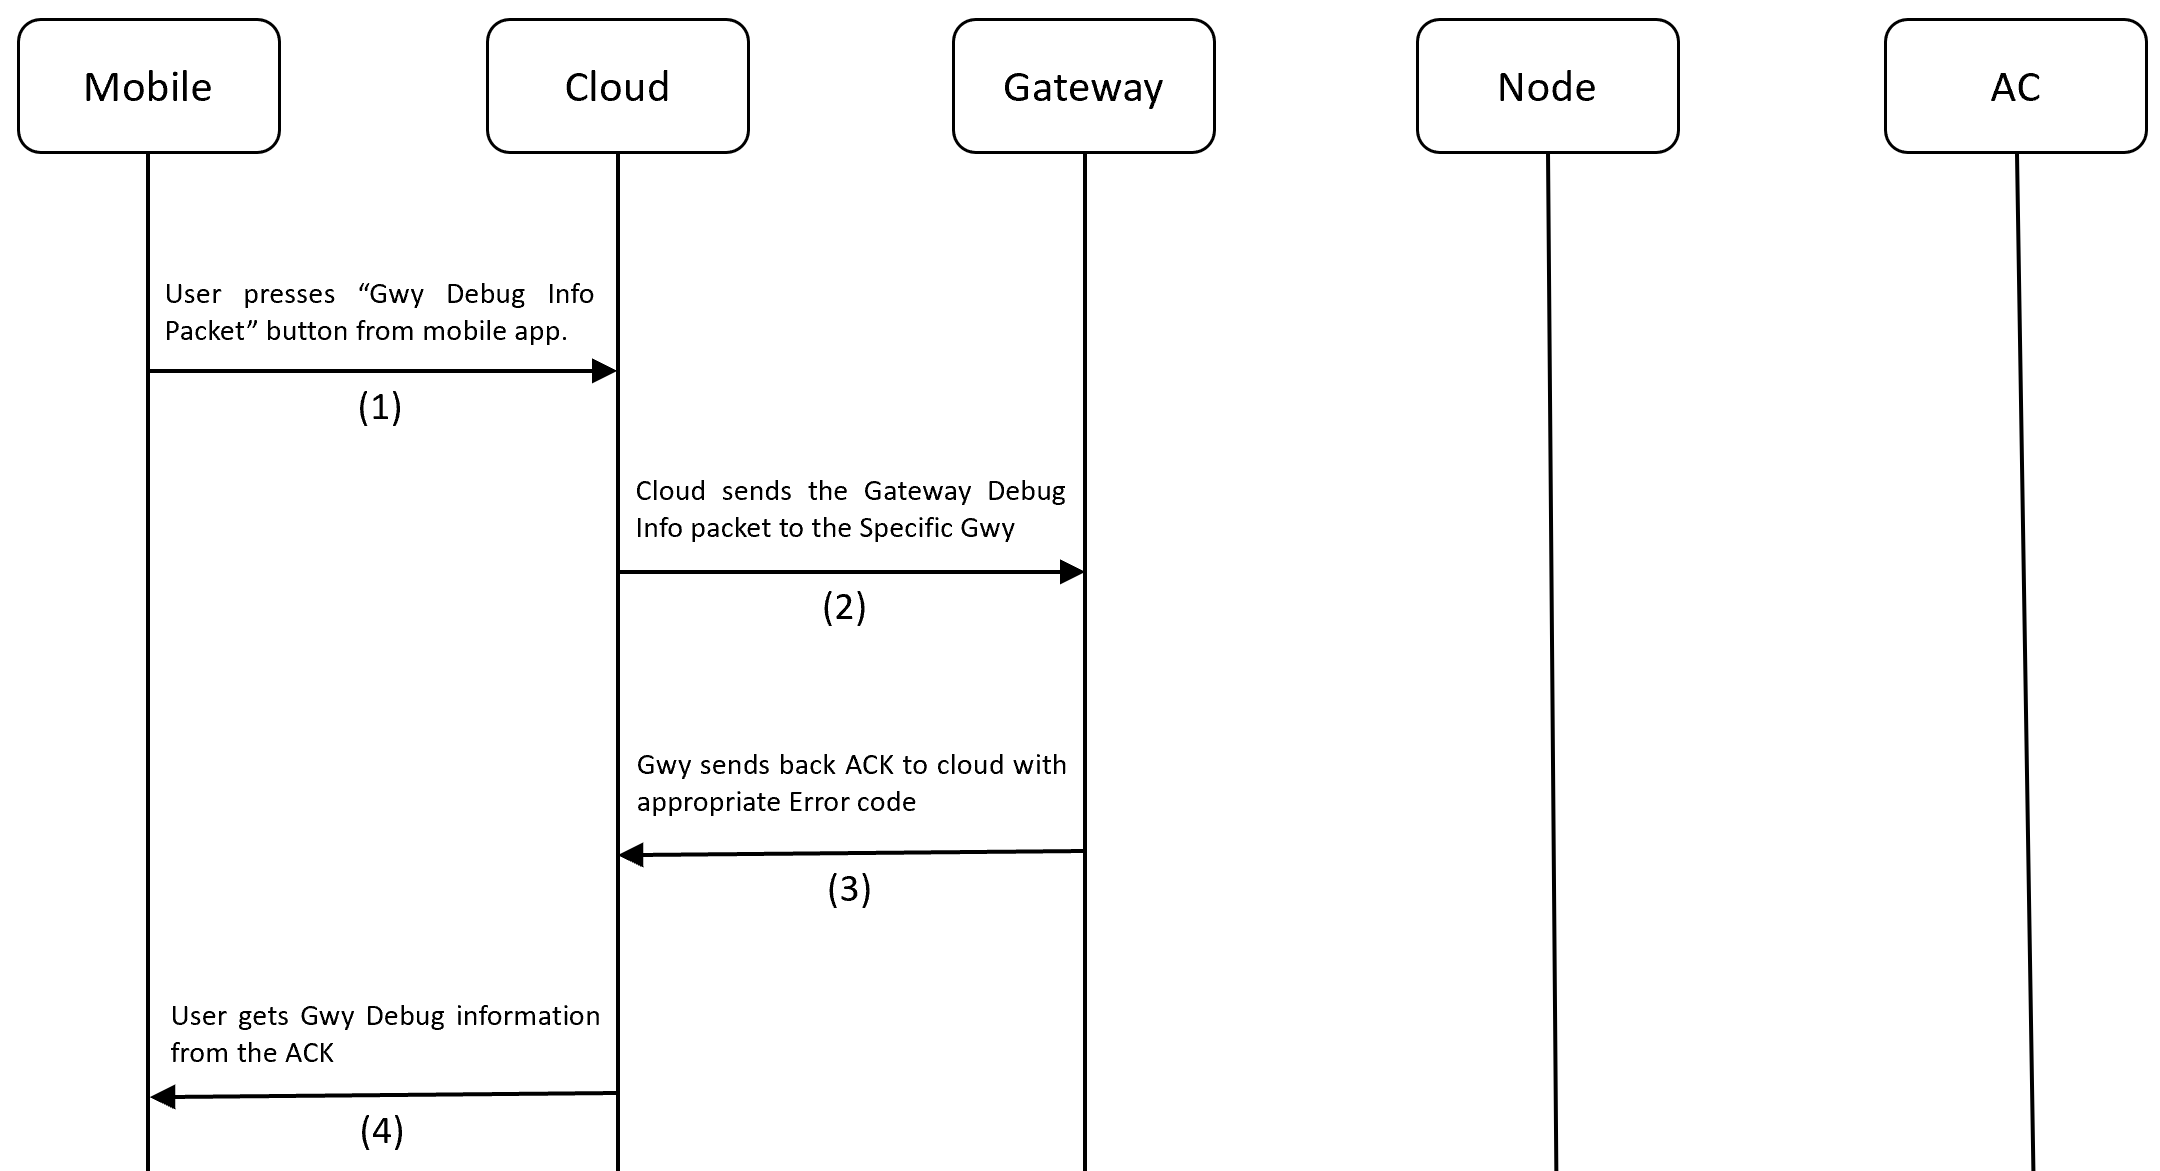 Mobile
Cloud
Gateway
Node
AC
User presses “Gwy Debug Info
Packet” button from mobile app.
(1)
Cloud sends the Gateway Debug
Info packet to the Specific Gwy
(2)
Gwy sends back ACK to cloud with
appropriate Error code
(3)
User gets Gwy Debug information
from the ACK
(4)